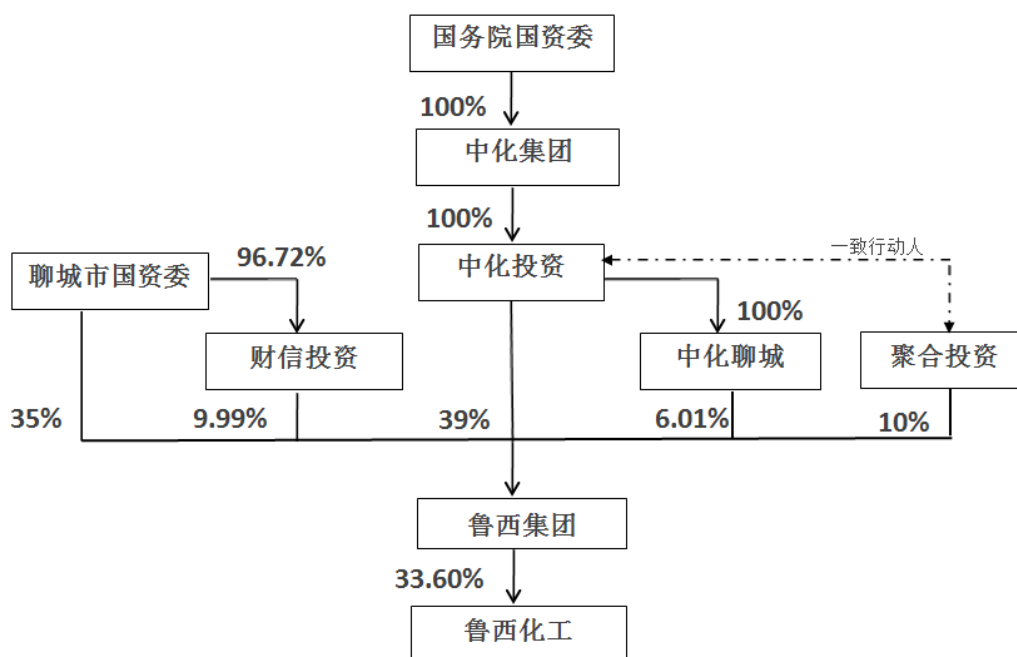 国务院国资委
100%
中化集团
100%
一致行动人
聊城市国资委
96.72%
中化投资
100%
财信投资
中化聊城
聚合投资
35%
9.99%
39%
6.01%
10%
鲁西集团
33.60%
鲁西化工